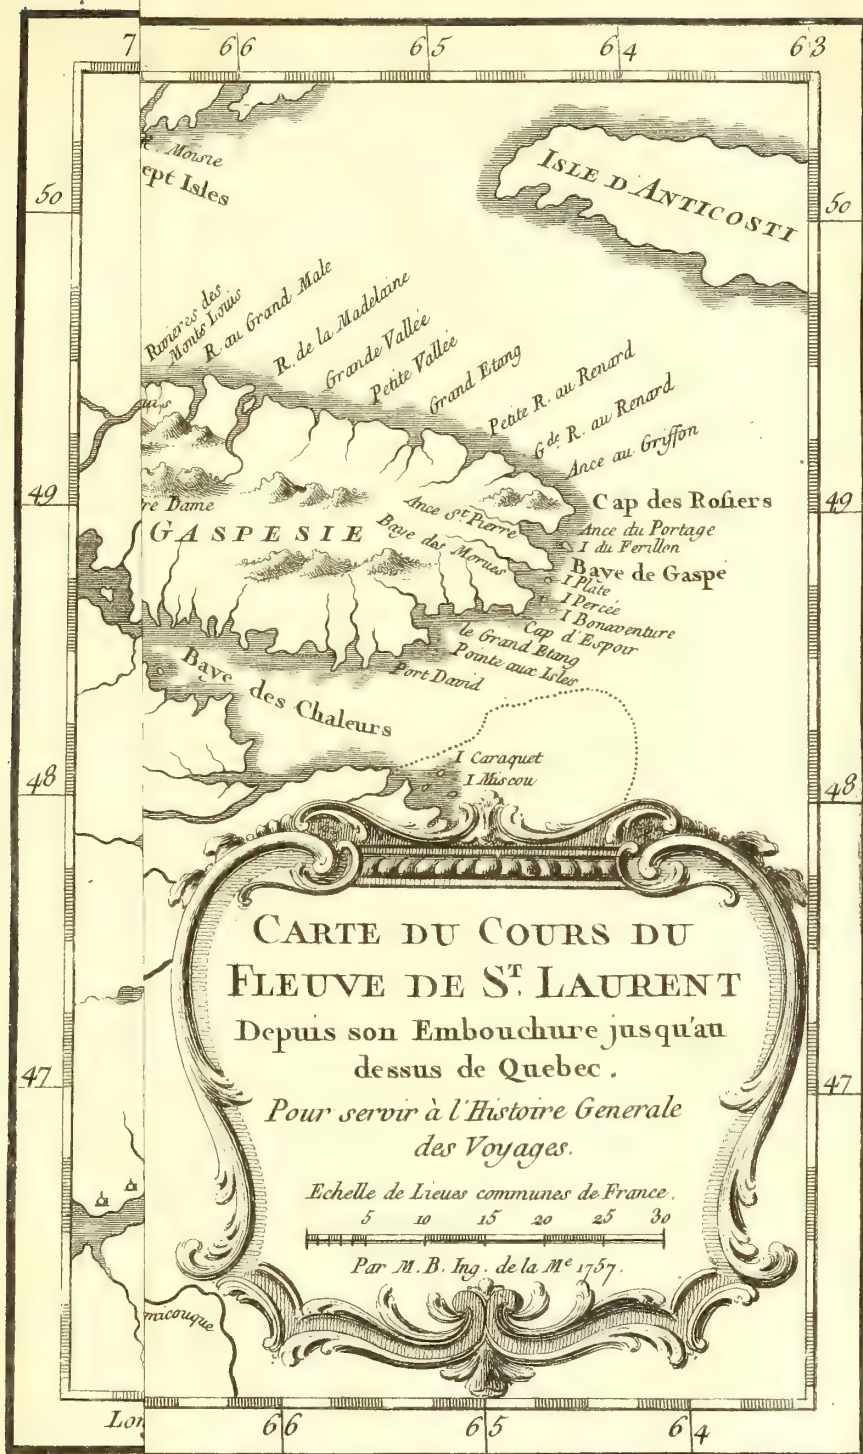 7 66 65 64 63
R. Moisie
ept Isles
ISLE D'ANTICOSTI
50 50
Rivieres des
Monts Louis
R au Grand Male
R. de la Madelaine
Grande Vallée
Petite Vallée
Grand Etang
Petite R. au Renard
Gde. R. au Renard
Ance au Griffon
49 49
re Dame
Cap des Rosiers
GASPESIE
Ance St. Pierre
Baye des Morues
Ance du Portage
I du Ferillon
Baye de Gaspé
I Plate
I Percée
I Bonaventure
Cap d'Espoir
le Grand Etang
Pointe aux Isles
Port David
Baye des Chaleurs
I Caraquet
I Miscou
48 48
CARTE DU COURS DU
FLEUVE DE ST. LAURENT
Depuis son Embouchure jusqu'au
dessus de Quebec.
47 47
Pour servir à l'Histoire Generale
des Voyages.
Echelle de Lieues communes de France.
5 10 15 20 25 30
Par M. B. Ing. de la Me 1757.
micouque
Lon 66 65 64